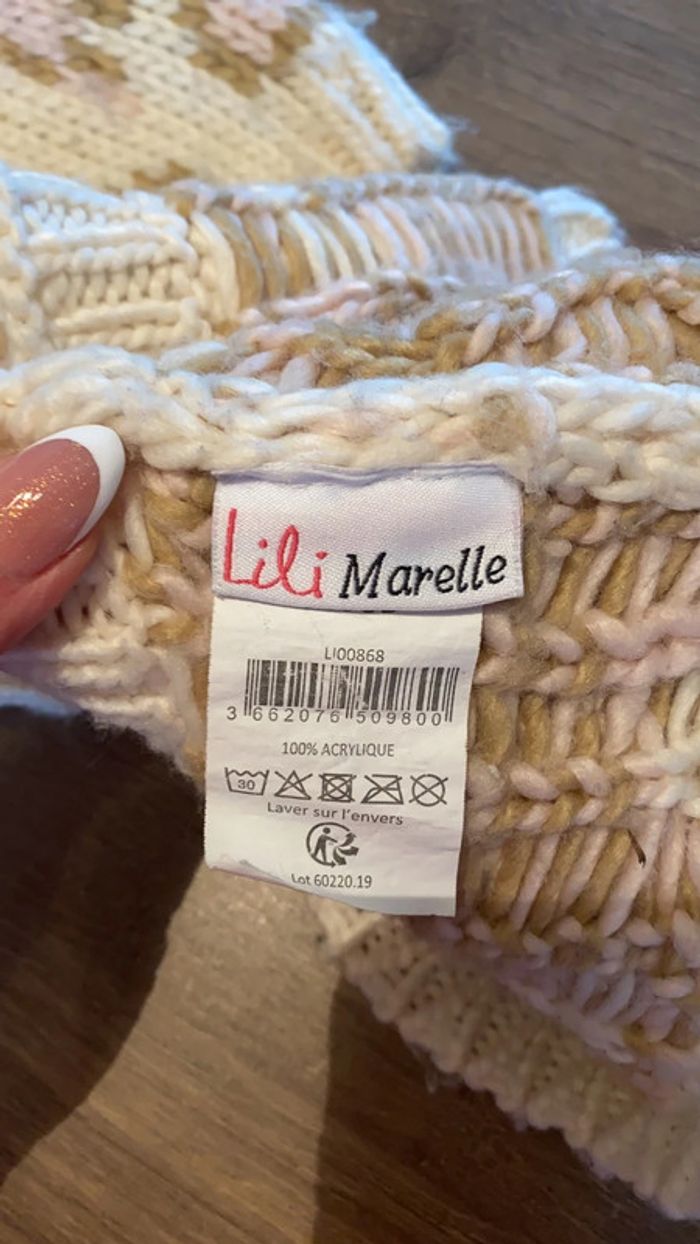 Lili Marelle
LI00868
3 662076 509800
100% ACRYLIQUE
30
Laver sur l'envers
Lot 60220.19